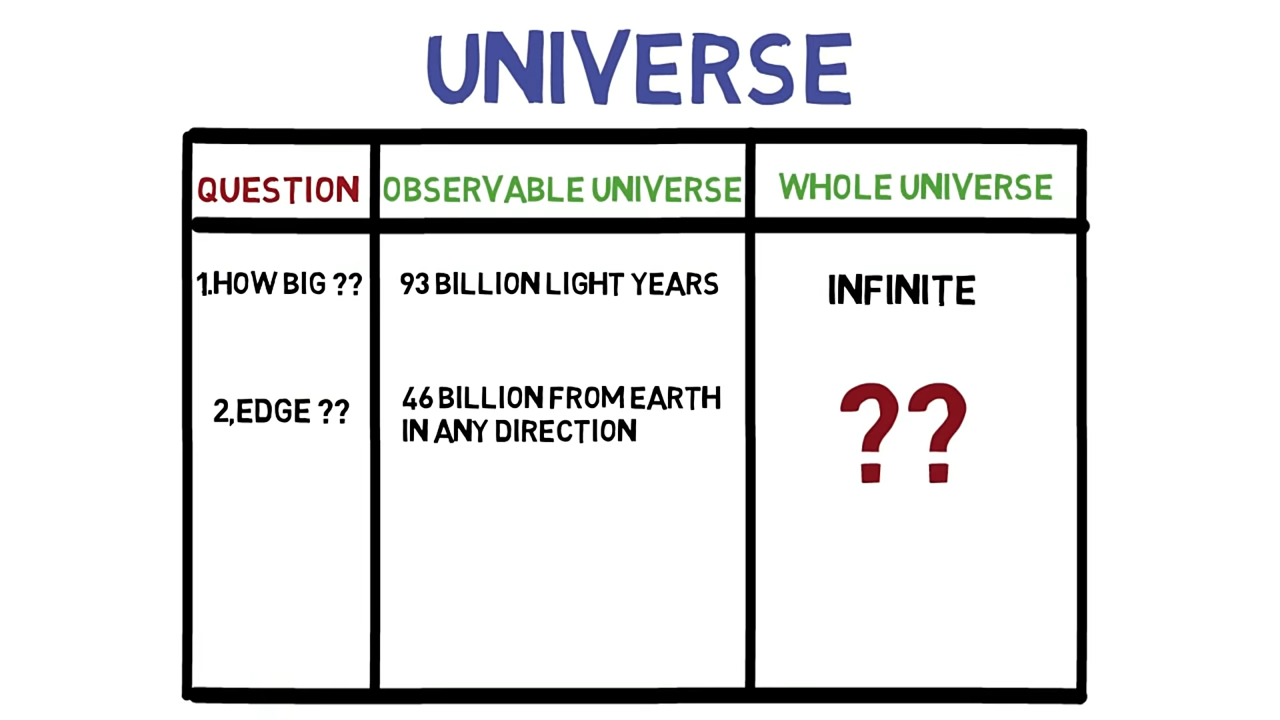 UNIVERSE
QUESTION
OBSERVABLE UNIVERSE
WHOLE UNIVERSE
1.HOW BIG ??
93 BILLION LIGHT YEARS
INFINITE
2,EDGE ??
46 BILLION FROM EARTH
IN ANY DIRECTION
??